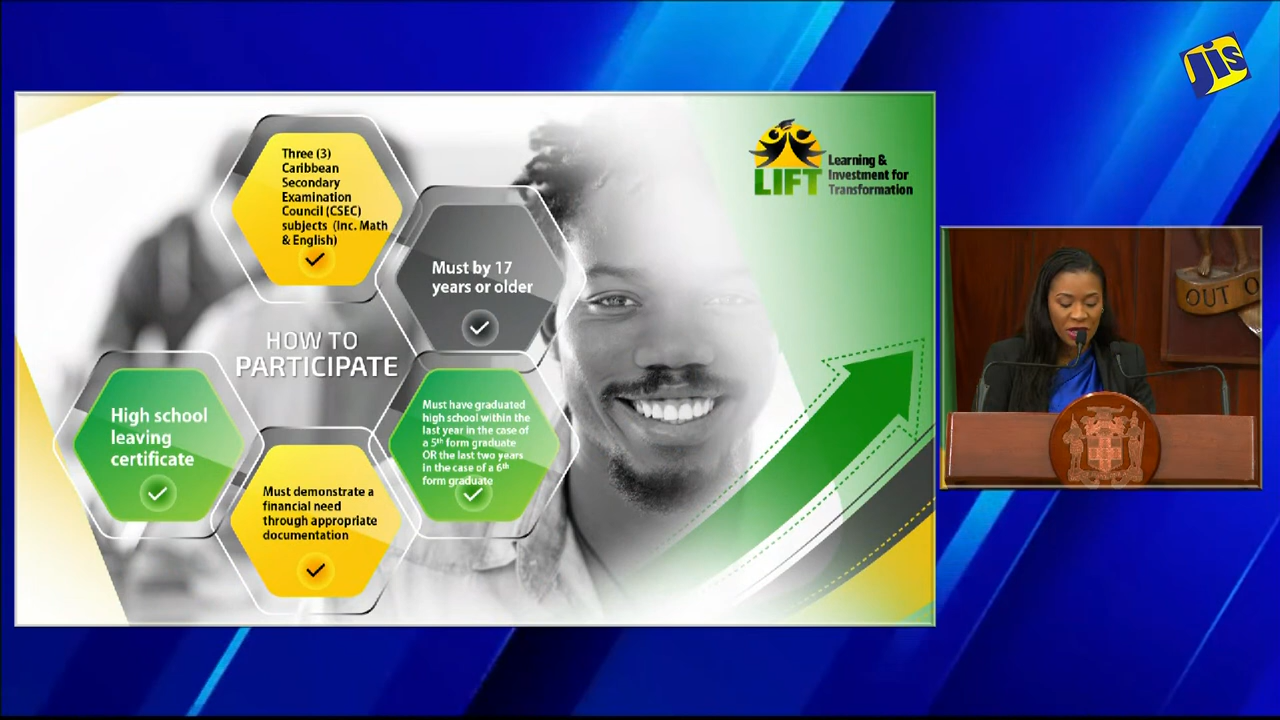 Jis
Three (3)
Caribbean
Secondary
Examination
Council (CSEC)
subjects (Inc. Math
& English)
Must by 17
years or older
HOW TO
PARTICIPATE
High school
leaving
certificate
Must have graduated
high school within the
last year in the case of
a 5th form graduate
OR the last two years
in the case of a 6th
form graduate
Must demonstrate a
financial need
through appropriate
documentation
LIFT
Learning &
Investment for
Transformation
OUT O